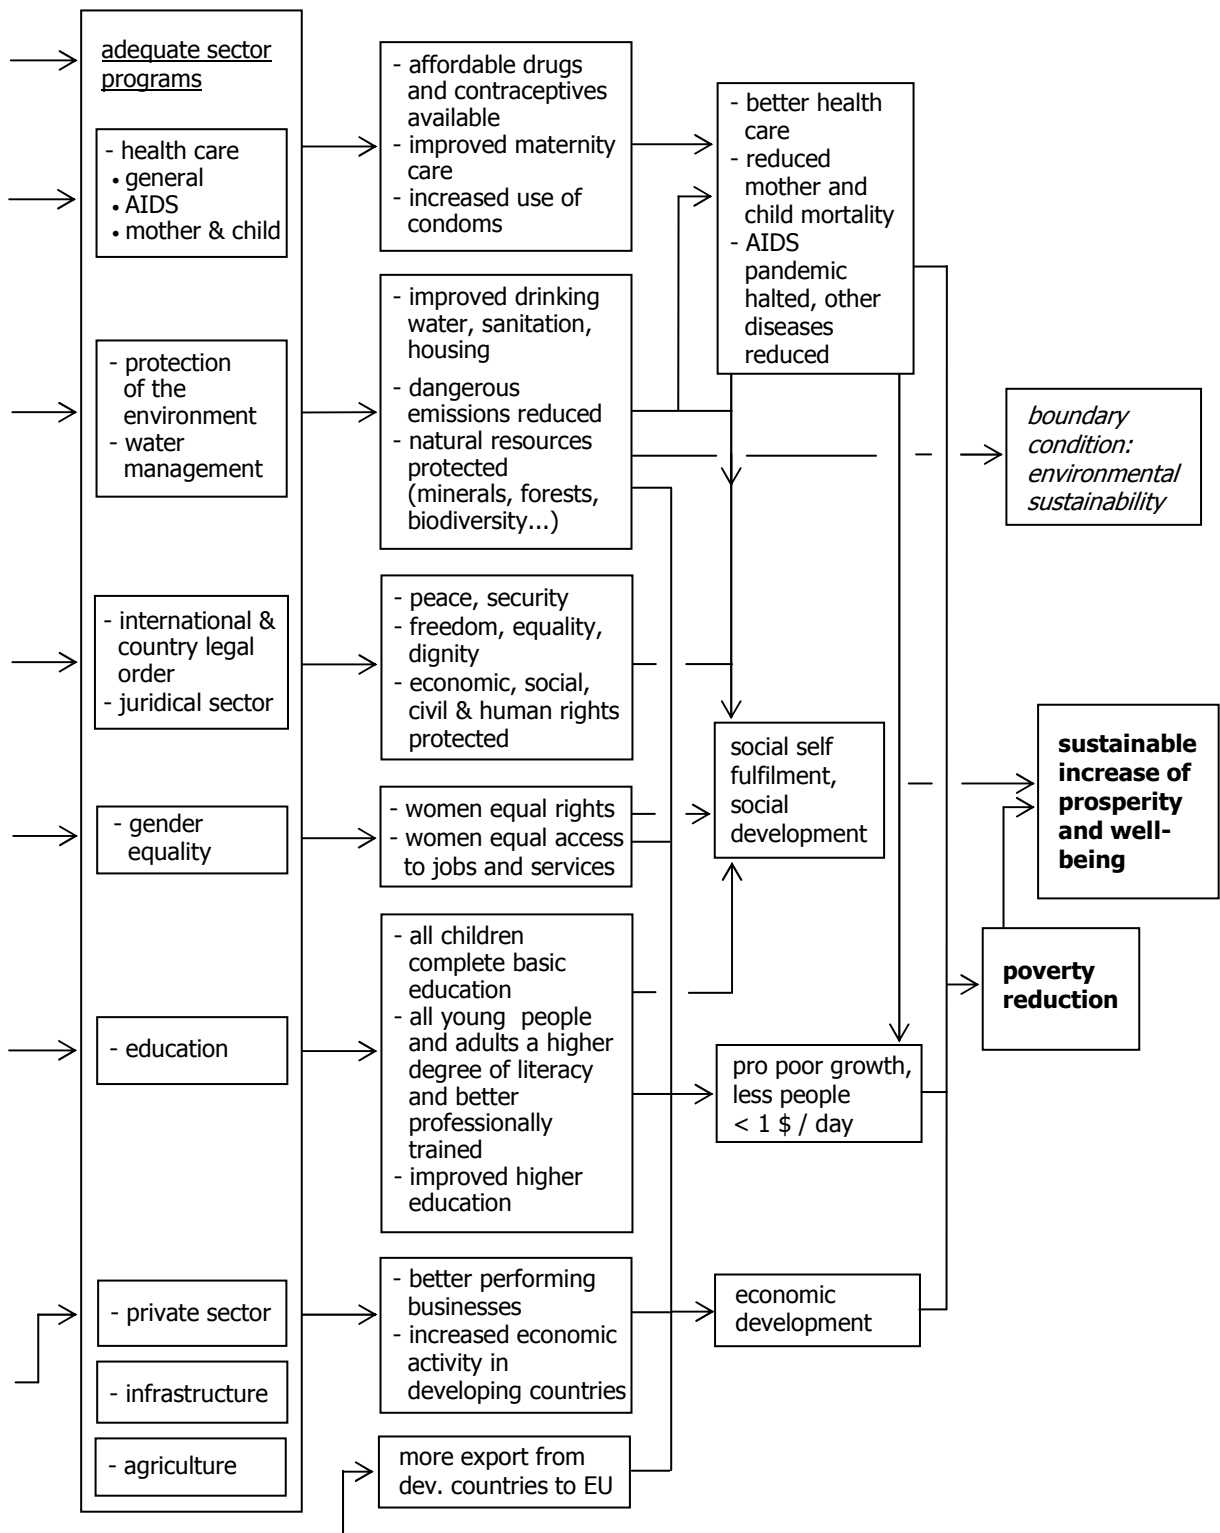 adequate sector
programs
- health care
• general
• AIDS
• mother & child
- protection
of the
environment
- water
management
- international &
country legal
order
- juridical sector
- gender
equality
- education
- private sector
- infrastructure
- agriculture
- affordable drugs
and contraceptives
available
- improved maternity
care
- increased use of
condoms
- improved drinking
water, sanitation,
housing
- dangerous
emissions reduced
- natural resources
protected
(minerals, forests,
biodiversity...)
- peace, security
- freedom, equality,
dignity
- economic, social,
civil & human rights
protected
- women equal rights
- women equal access
to jobs and services
- all children
complete basic
education
- all young people
and adults a higher
degree of literacy
and better
professionally
trained
- improved higher
education
- better performing
businesses
- increased economic
activity in
developing countries
more export from
dev. countries to EU
- better health
care
- reduced
mother and
child mortality
- AIDS
pandemic
halted, other
diseases
reduced
social self
fulfilment,
social
development
pro poor growth,
less people
< 1 $ / day
economic
development
boundary
condition:
environmental
sustainability
sustainable
increase of
prosperity
and well-
being
poverty
reduction